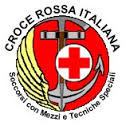 CROCE ROSSA ITALIANA
Soccorsi con Mezzi e Tecniche Speciali